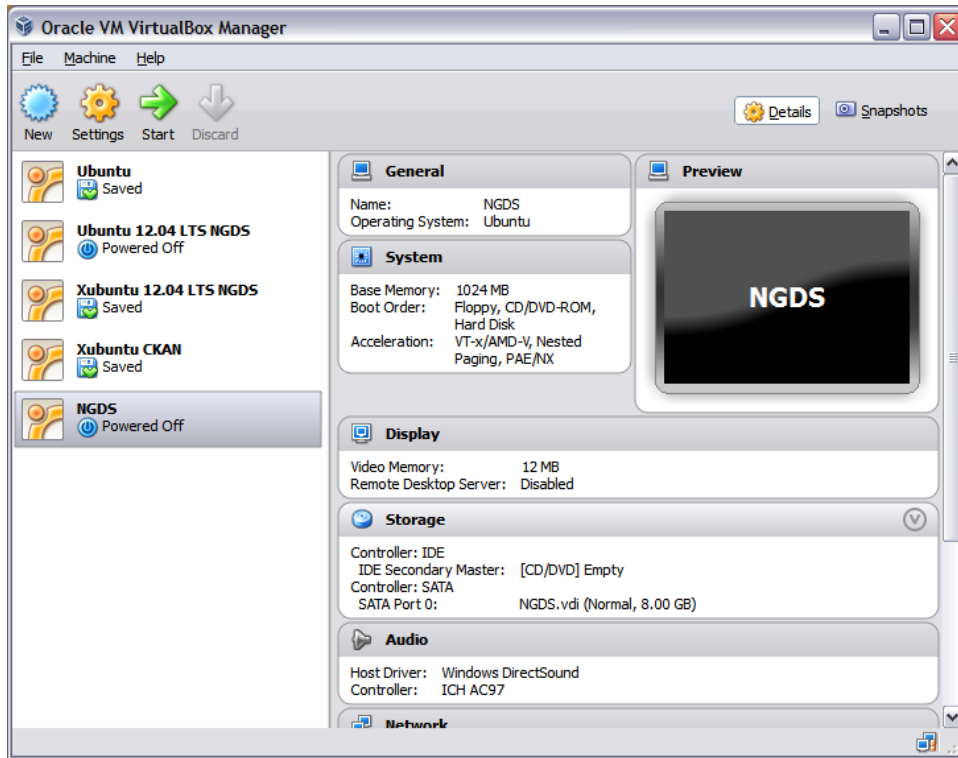 Oracle VM VirtualBox Manager
File Machine Help
New Settings Start Discard
Details Snapshots
Ubuntu
Saved
Ubuntu 12.04 LTS NGDS
Powered Off
Xubuntu 12.04 LTS NGDS
Saved
Xubuntu CKAN
Saved
NGDS
Powered Off
General
Name: NGDS
Operating System: Ubuntu
System
Base Memory: 1024 MB
Boot Order: Floppy, CD/DVD-ROM,
Hard Disk
Acceleration: VT-x/AMD-V, Nested
Paging, PAE/NX
Preview
NGDS
Display
Video Memory: 12 MB
Remote Desktop Server: Disabled
Storage
Controller: IDE
IDE Secondary Master: [CD/DVD] Empty
Controller: SATA
SATA Port 0: NGDS.vdi (Normal, 8.00 GB)
Audio
Host Driver: Windows DirectSound
Controller: ICH AC97
Network